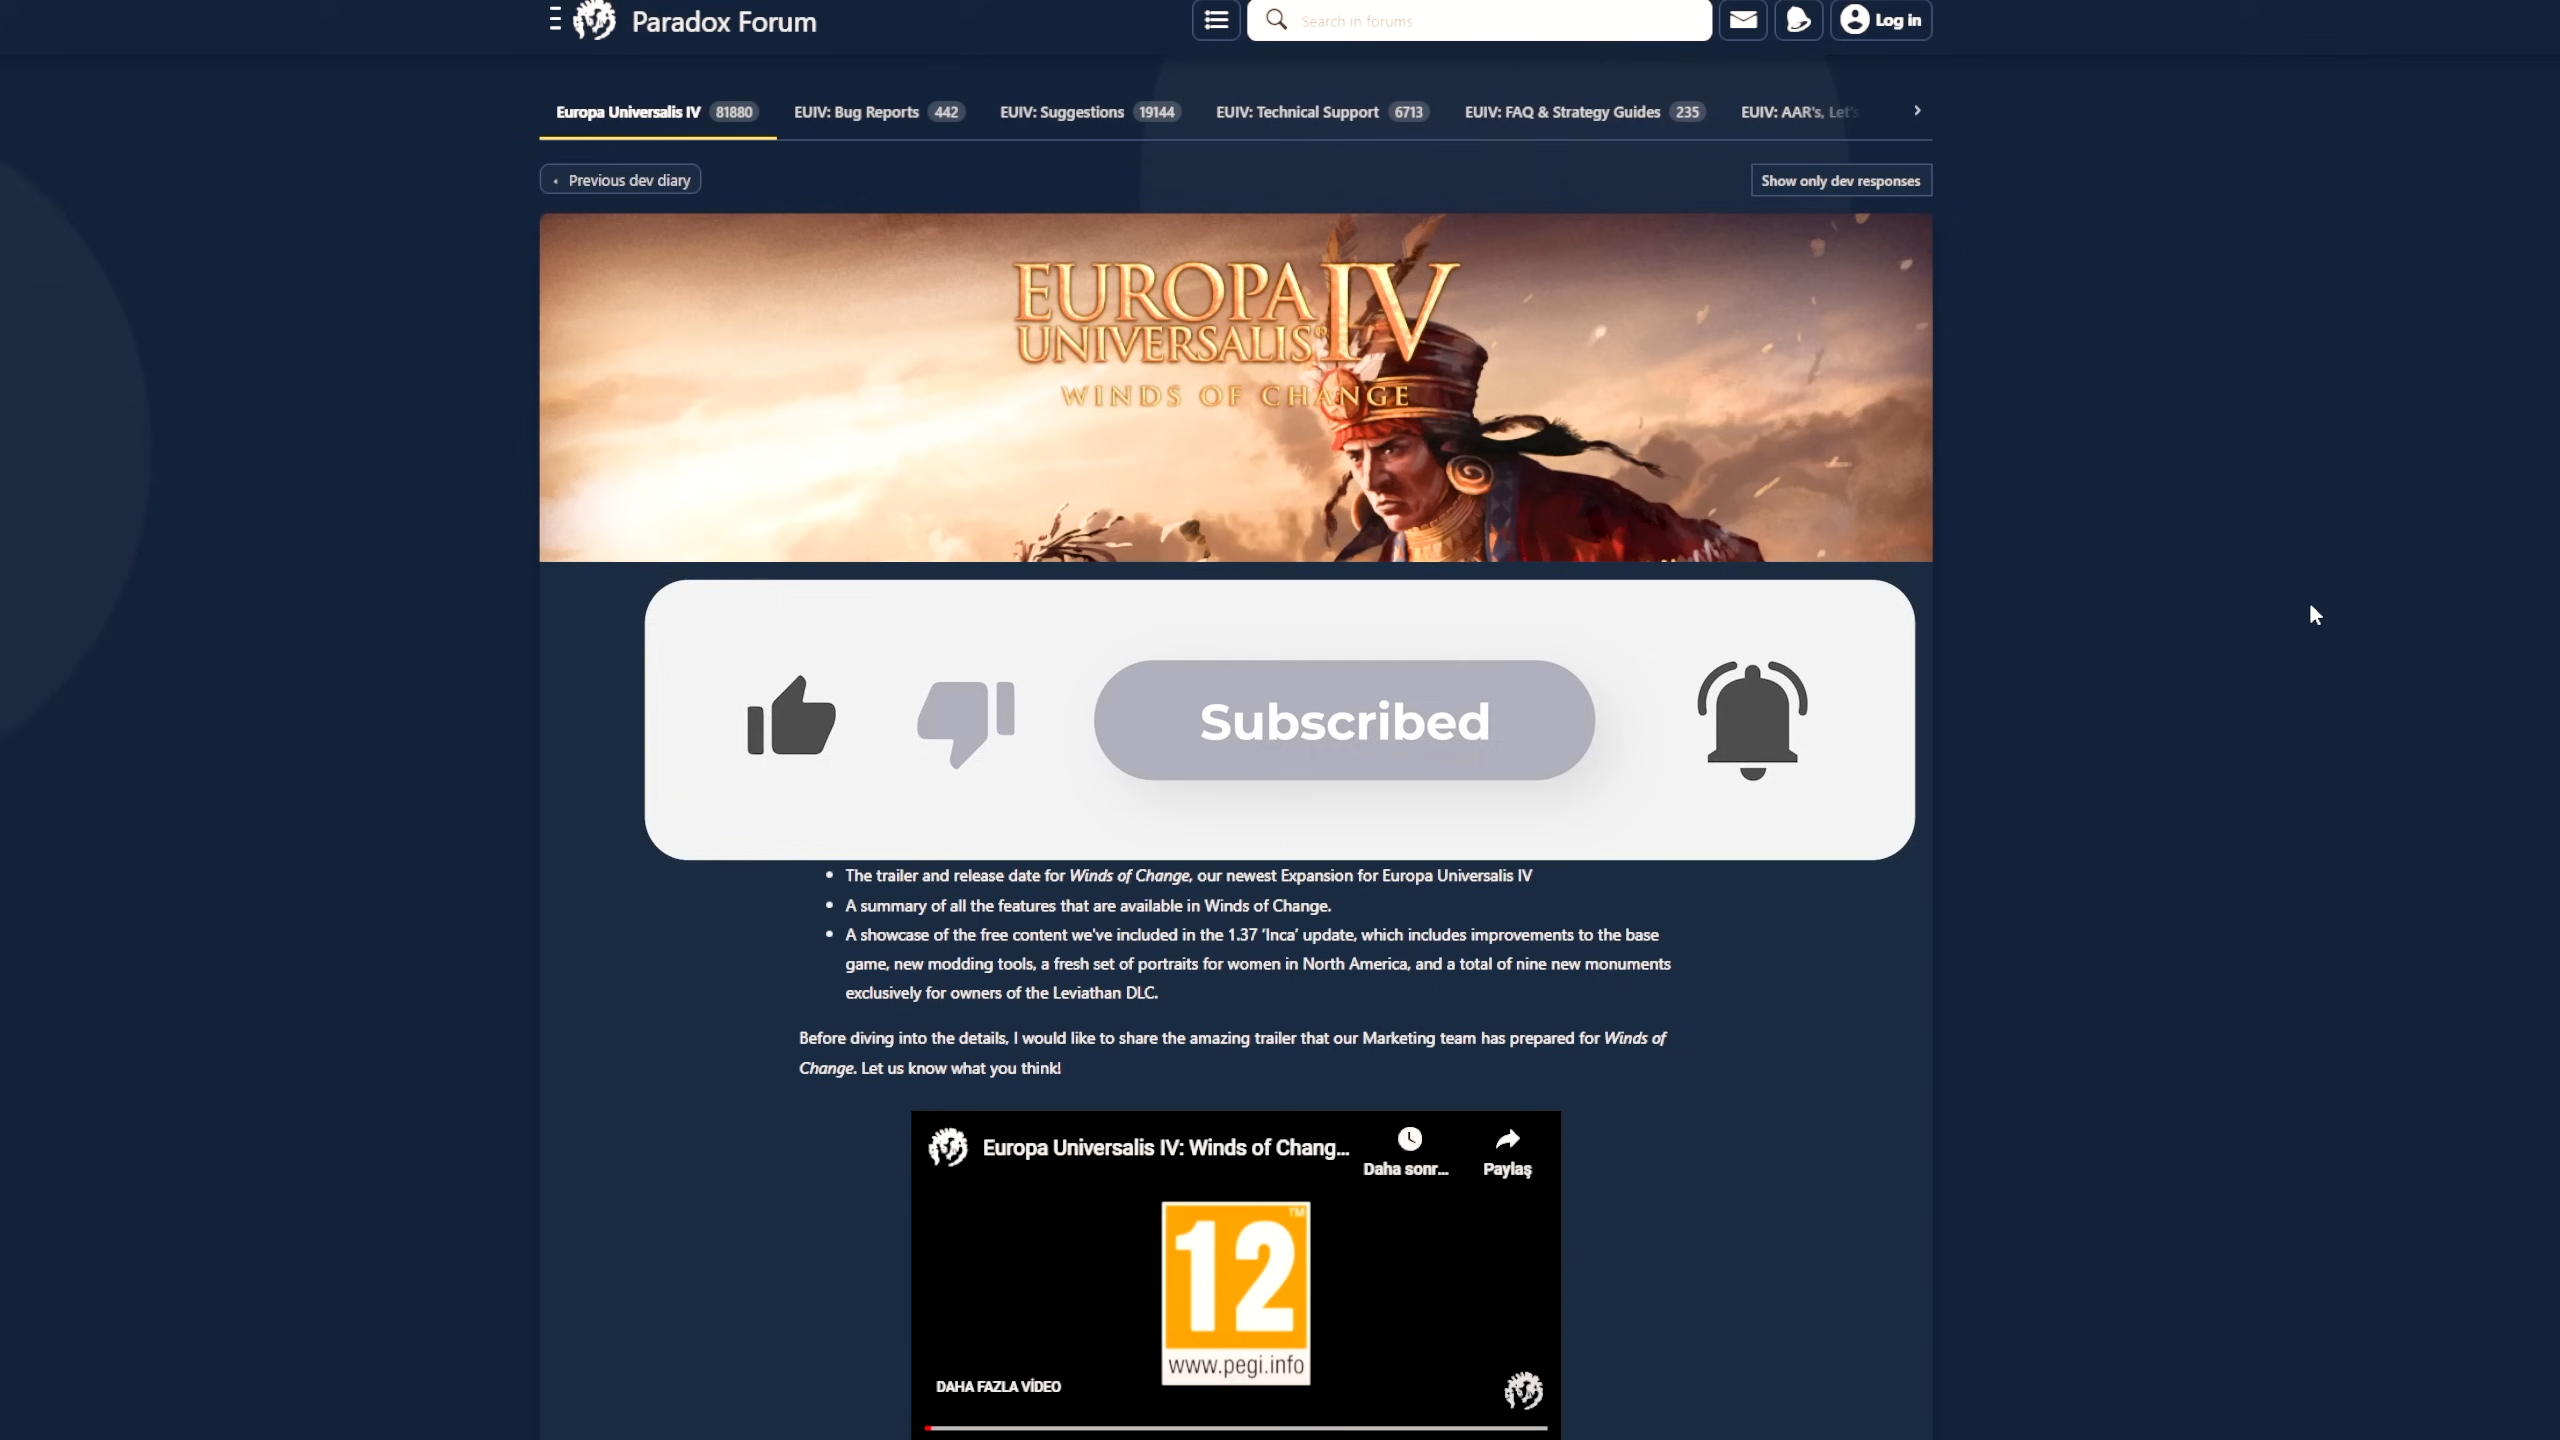 Paradox Forum
Search in forums
Log in
Europa Universalis IV 81880
EUIV: Bug Reports 442
EUIV: Suggestions 19144
EUIV: Technical Support 6713
EUIV: FAQ & Strategy Guides 235
EUIV: AAR's, Let's
Previous dev diary
Show only dev responses
EUROPA
UNIVERSALIS® IV
WINDS OF CHANGE
Subscribed
• The trailer and release date for Winds of Change, our newest Expansion for Europa Universalis IV
• A summary of all the features that are available in Winds of Change.
• A showcase of the free content we've included in the 1.37 ‘Inca’ update, which includes improvements to the base
game, new modding tools, a fresh set of portraits for women in North America, and a total of nine new monuments
exclusively for owners of the Leviathan DLC.
Before diving into the details, I would like to share the amazing trailer that our Marketing team has prepared for Winds of
Change. Let us know what you think!
Europa Universalis IV: Winds of Chang...
Daha sonr...
Paylaş
12
TM
www.pegi.info
DAHA FAZLA VİDEO